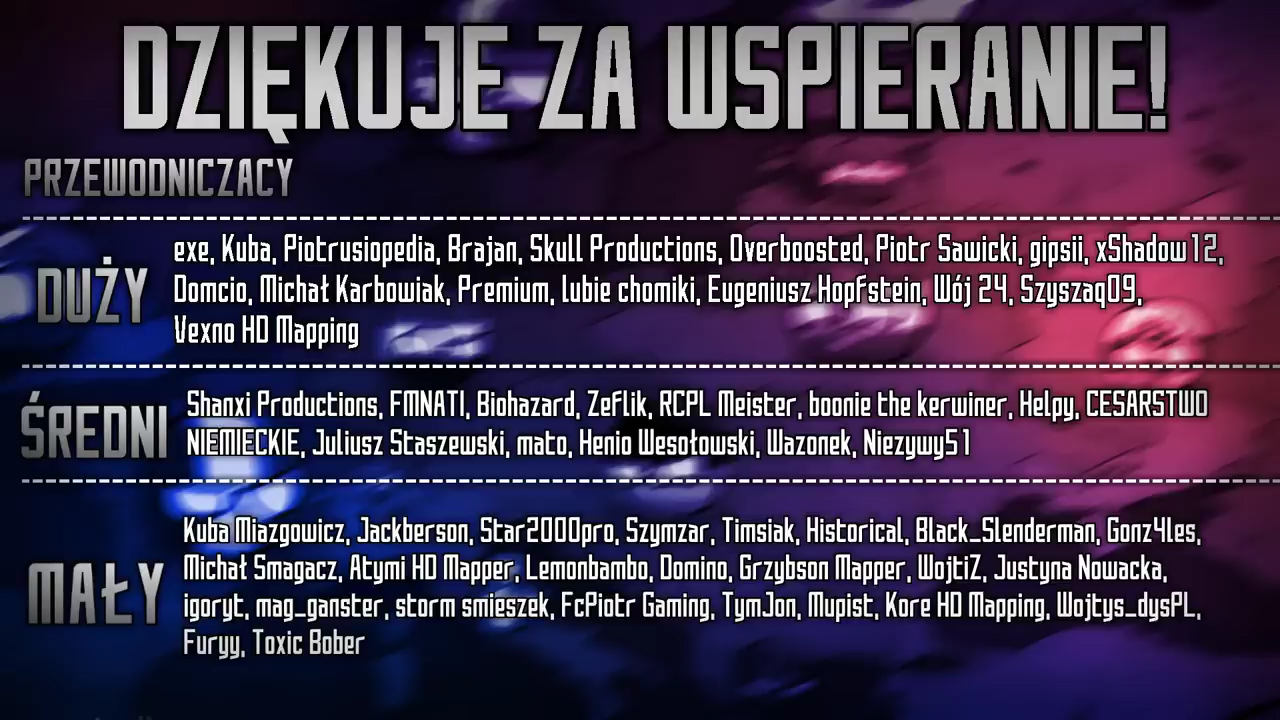 DZIĘKUJE ZA WSPIERANIE!
PRZEWODNICZACY
DUŻY
exe, Kuba, Piotrusiopedia, Brajan, Skull Productions, Overboosted, Piotr Sawicki, gipsii, xShadow12,
Domcio, Michał Karbowiak, Premium, lubie chomiki, Eugeniusz Hopfstein, Wój 24, Szyszaq09,
Vexno HD Mapping
ŚREDNI
Shanxi Productions, FMNATI, Biohazard, Zeflik, RCPL Meister, boonie the kerwiner, Helpy, CESARSTWO
NIEMIECKIE, Juliusz Staszewski, mato, Henio Wesołowski, Wazonek, Niezywy51
MAŁY
Kuba Miazgowicz, Jackberson, Star2000pro, Szymzar, Timsiak, Historical, Black_Slenderman, Gonz4les,
Michał Smagacz, Atymi HD Mapper, Lemonbambo, Domino, Grzybson Mapper, WojtiZ, Justyna Nowacka,
igoryt, mag_ganster, storm smieszek, FcPiotr Gaming, TymJon, Mupist, Kore HD Mapping, Wojtys_dysPL,
Furyy, Toxic Bober